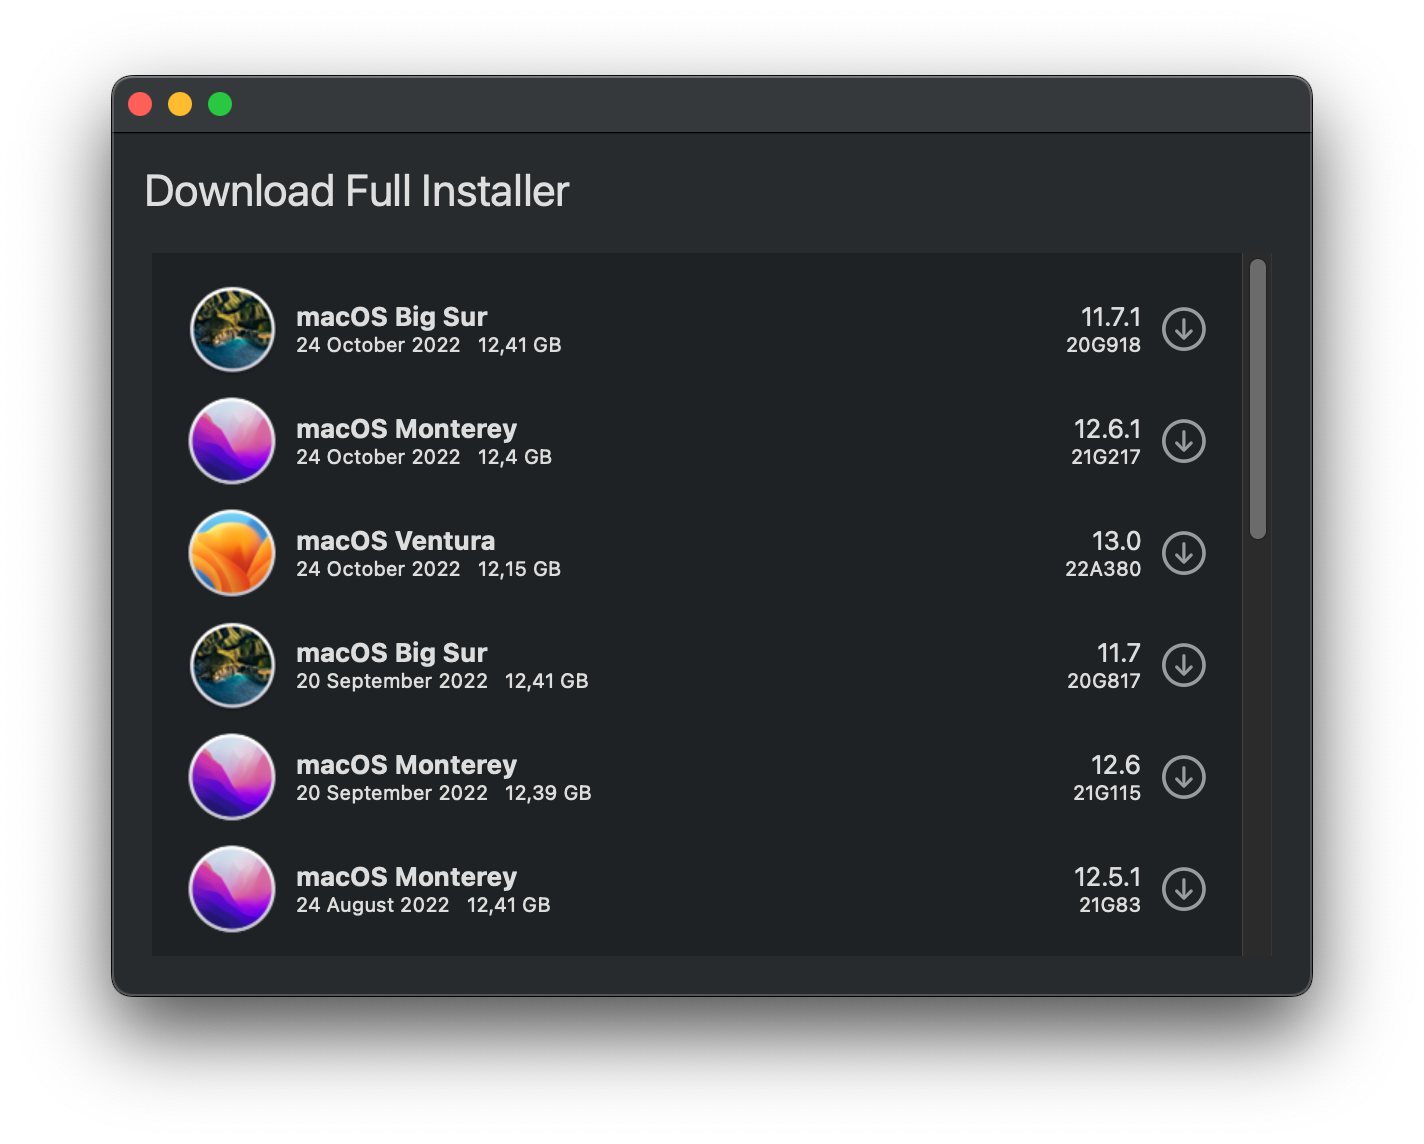 Download Full Installer
macOS Big Sur
11.7.1
24 October 2022 12,41 GB
20G918
macOS Monterey
12.6.1
24 October 2022 12,4 GB
21G217
macOS Ventura
13.0
24 October 2022 12,15 GB
22A380
macOS Big Sur
11.7
20 September 2022 12,41 GB
20G817
macOS Monterey
12.6
20 September 2022 12,39 GB
21G115
macOS Monterey
12.5.1
24 August 2022 12,41 GB
21G83